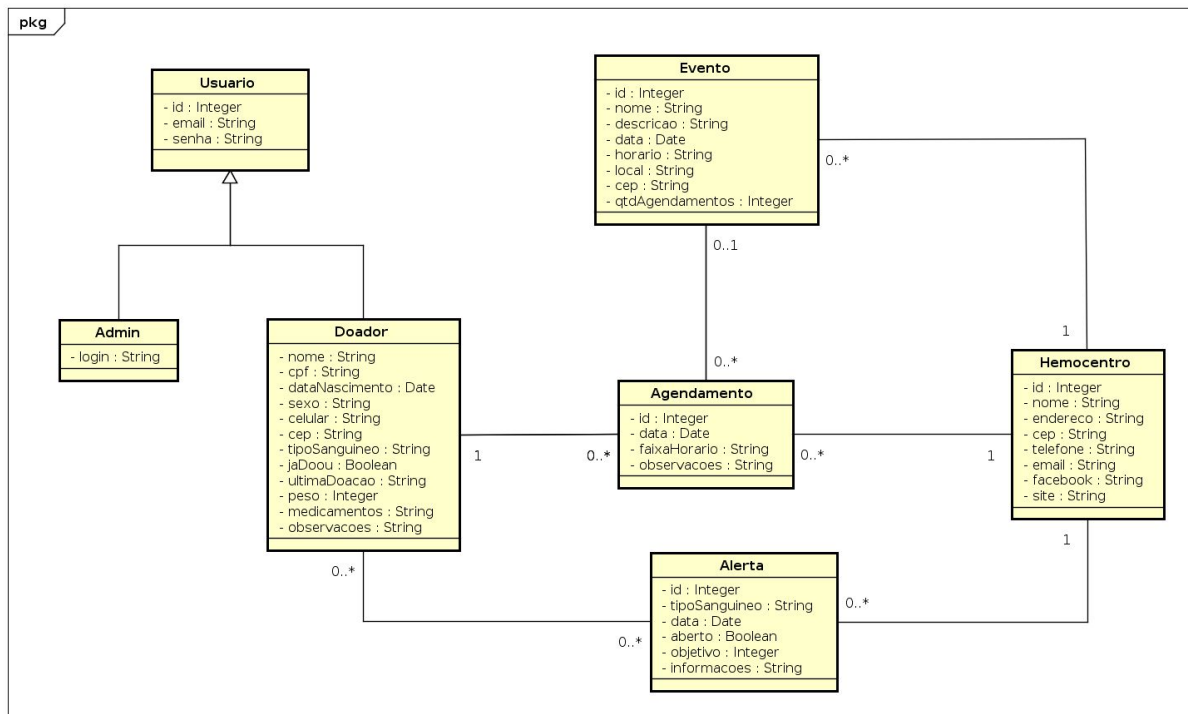 pkg
Usuario
- id : Integer
- email : String
- senha : String
Evento
- id : Integer
- nome : String
- descricao : String
- data : Date
- horario : String
- local : String
- cep : String
- qtdAgendamentos : Integer
0..*
0..1
Admin
- login : String
Doador
- nome : String
- cpf : String
- dataNascimento : Date
- sexo : String
- celular : String
- cep : String
- tipoSanguineo : String
- jaDoou : Boolean
- ultimaDoacao : String
- peso : Integer
- medicamentos : String
- observacoes : String
0..*
Agendamento
- id : Integer
- data : Date
- faixaHorario : String
- observacoes : String
1
0..*
0..*
1
1
Hemocentro
- id : Integer
- nome : String
- endereco : String
- cep : String
- telefone : String
- email : String
- facebook : String
- site : String
1
0..*
0..*
Alerta
- id : Integer
- tipoSanguineo : String
- data : Date
- aberto : Boolean
- objetivo : Integer
- informacoes : String
0..*